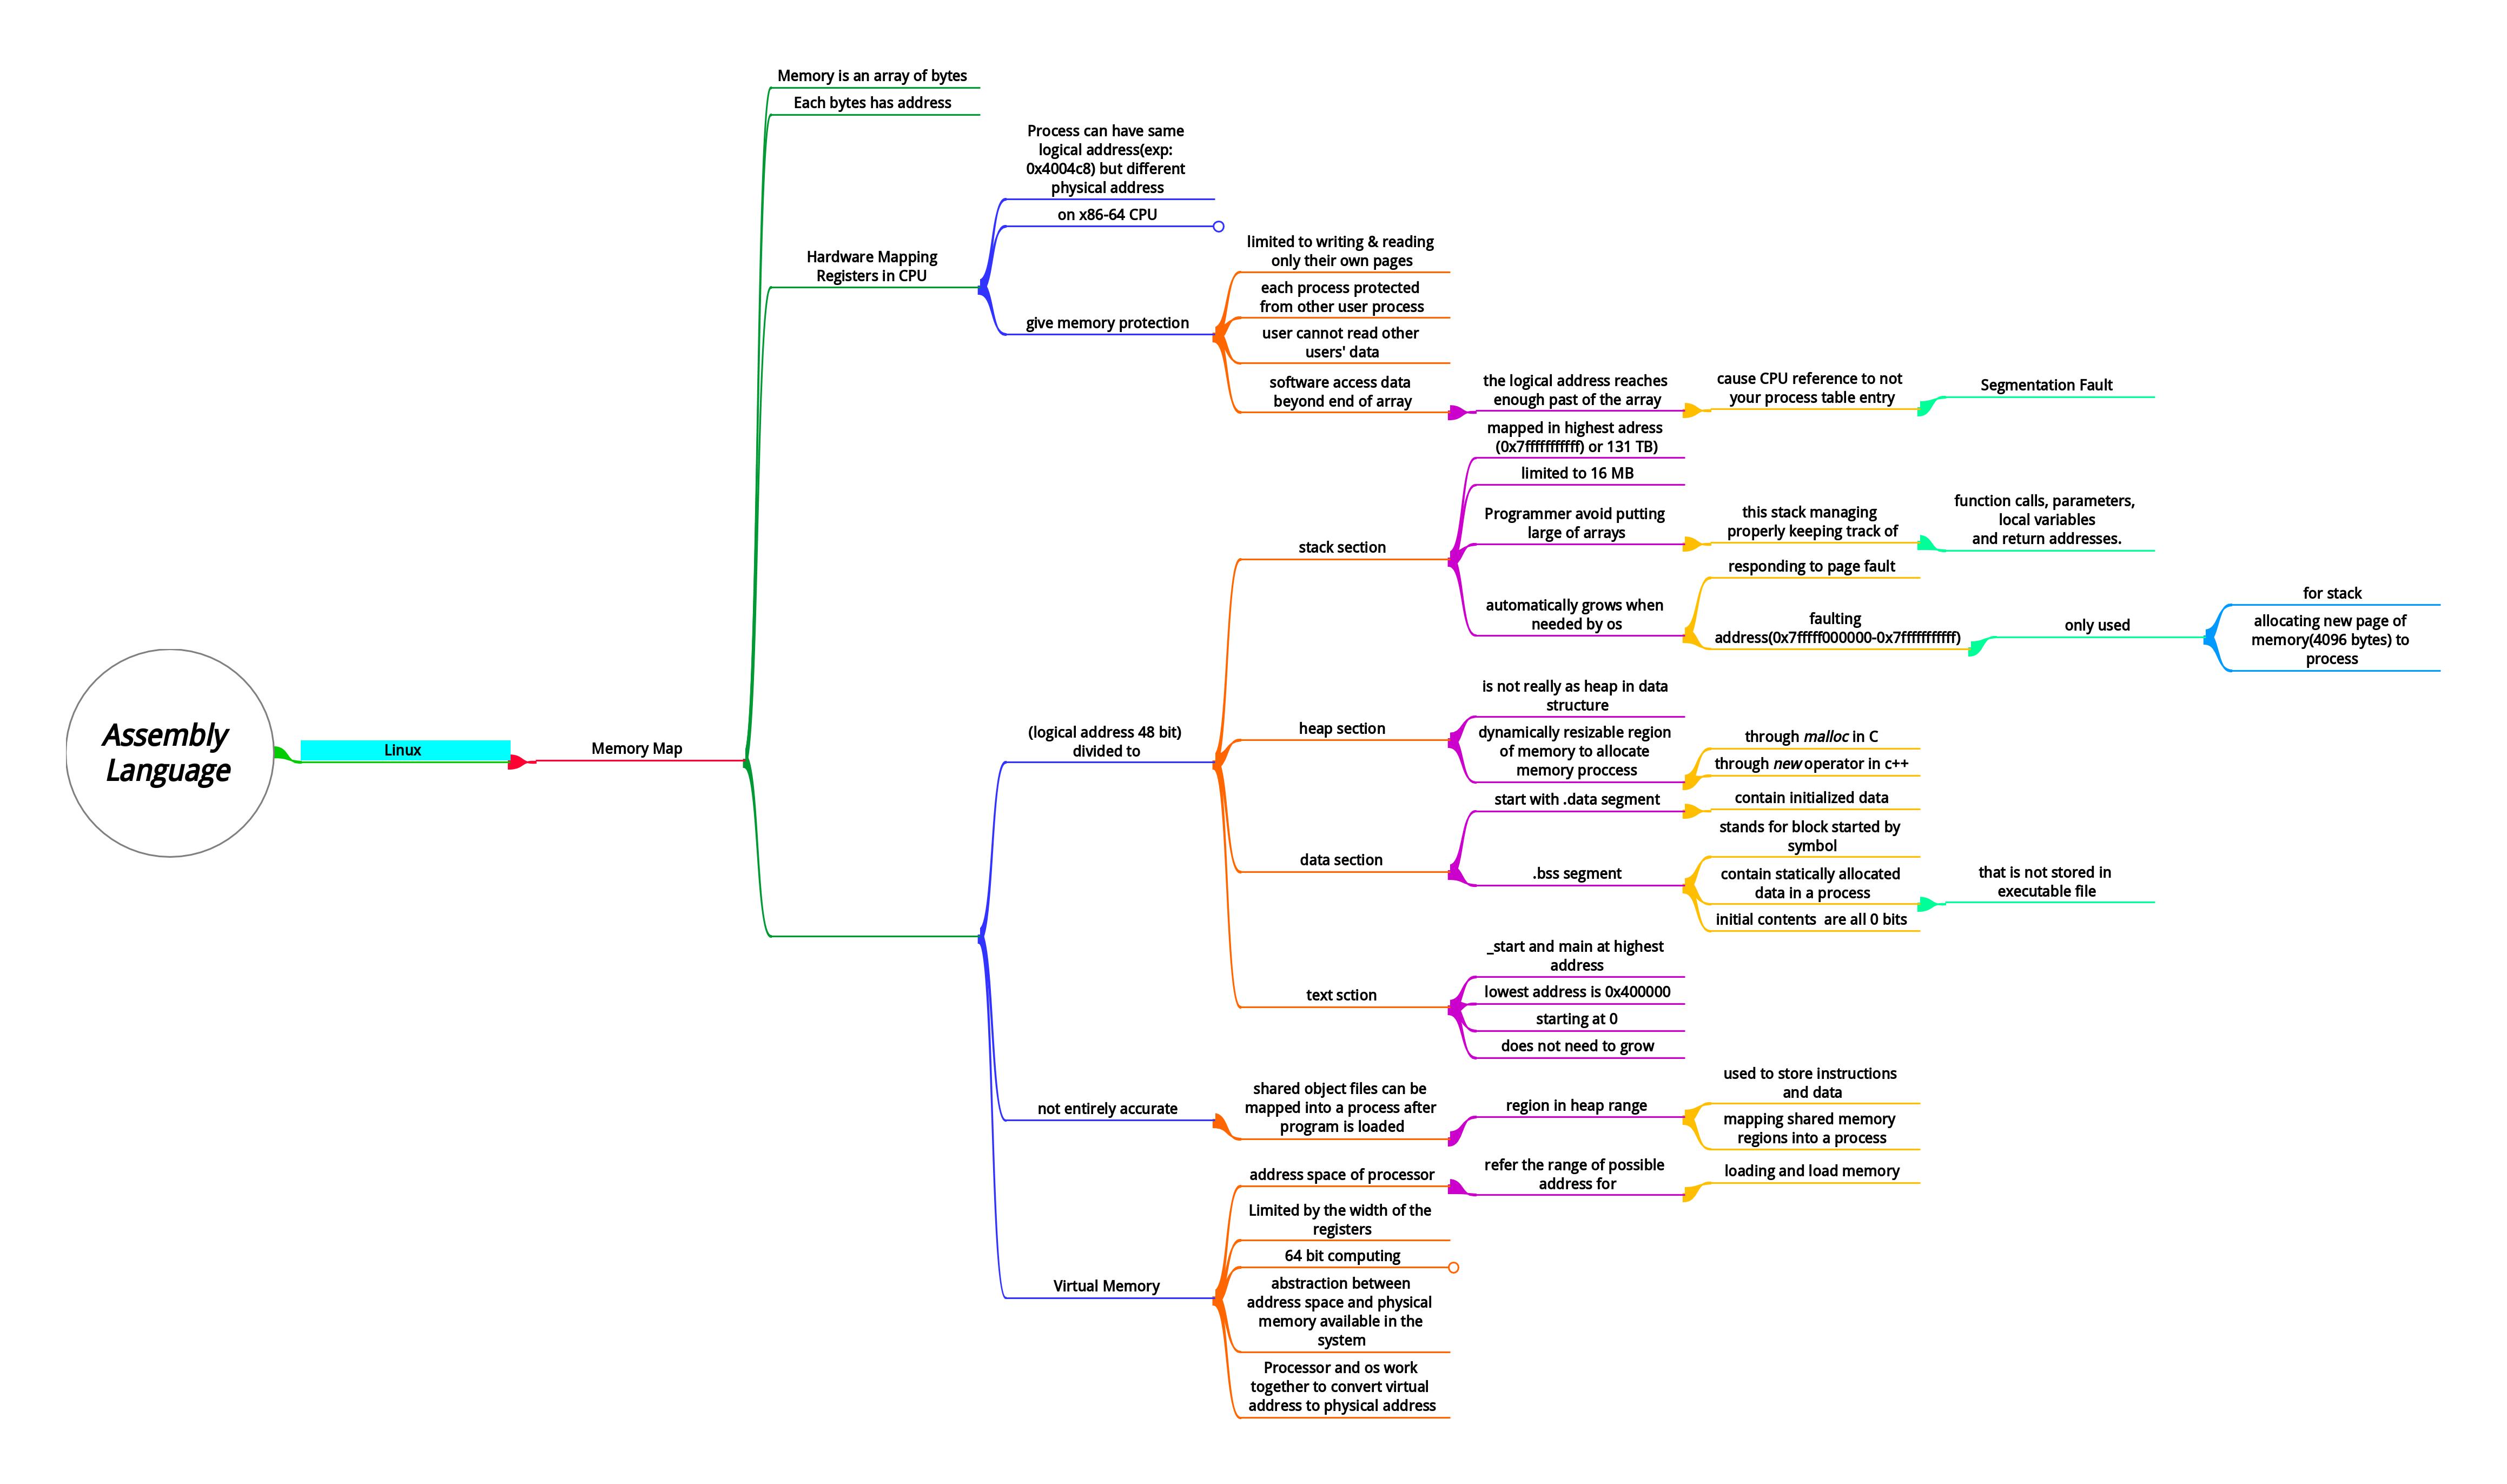 Assembly
Language
Linux
Memory Map
Memory is an array of bytes
Each bytes has address
Hardware Mapping
Registers in CPU
Process can have same
logical address(exp:
0x4004c8) but different
physical address
on x86-64 CPU
give memory protection
limited to writing & reading
only their own pages
each process protected
from other user process
user cannot read other
users' data
software access data
beyond end of array
the logical address reaches
enough past of the array
cause CPU reference to not
your process table entry
Segmentation Fault
(logical address 48 bit)
divided to
stack section
mapped in highest adress
(0x7fffffffffff) or 131 TB)
limited to 16 MB
Programmer avoid putting
large of arrays
this stack managing
properly keeping track of
function calls, parameters,
local variables
and return addresses.
automatically grows when
needed by os
responding to page fault
faulting
address(0x7fffff000000-0x7fffffffffff)
only used
for stack
allocating new page of
memory(4096 bytes) to
process
heap section
is not really as heap in data
structure
dynamically resizable region
of memory to allocate
memory proccess
through malloc in C
through new operator in c++
data section
start with .data segment
contain initialized data
.bss segment
stands for block started by
symbol
contain statically allocated
data in a process
that is not stored in
executable file
initial contents  are all 0 bits
text sction
_start and main at highest
address
lowest address is 0x400000
starting at 0
does not need to grow
not entirely accurate
shared object files can be
mapped into a process after
program is loaded
region in heap range
used to store instructions
and data
mapping shared memory
regions into a process
Virtual Memory
address space of processor
refer the range of possible
address for
loading and load memory
Limited by the width of the
registers
64 bit computing
abstraction between
address space and physical
memory available in the
system
Processor and os work
together to convert virtual
address to physical address